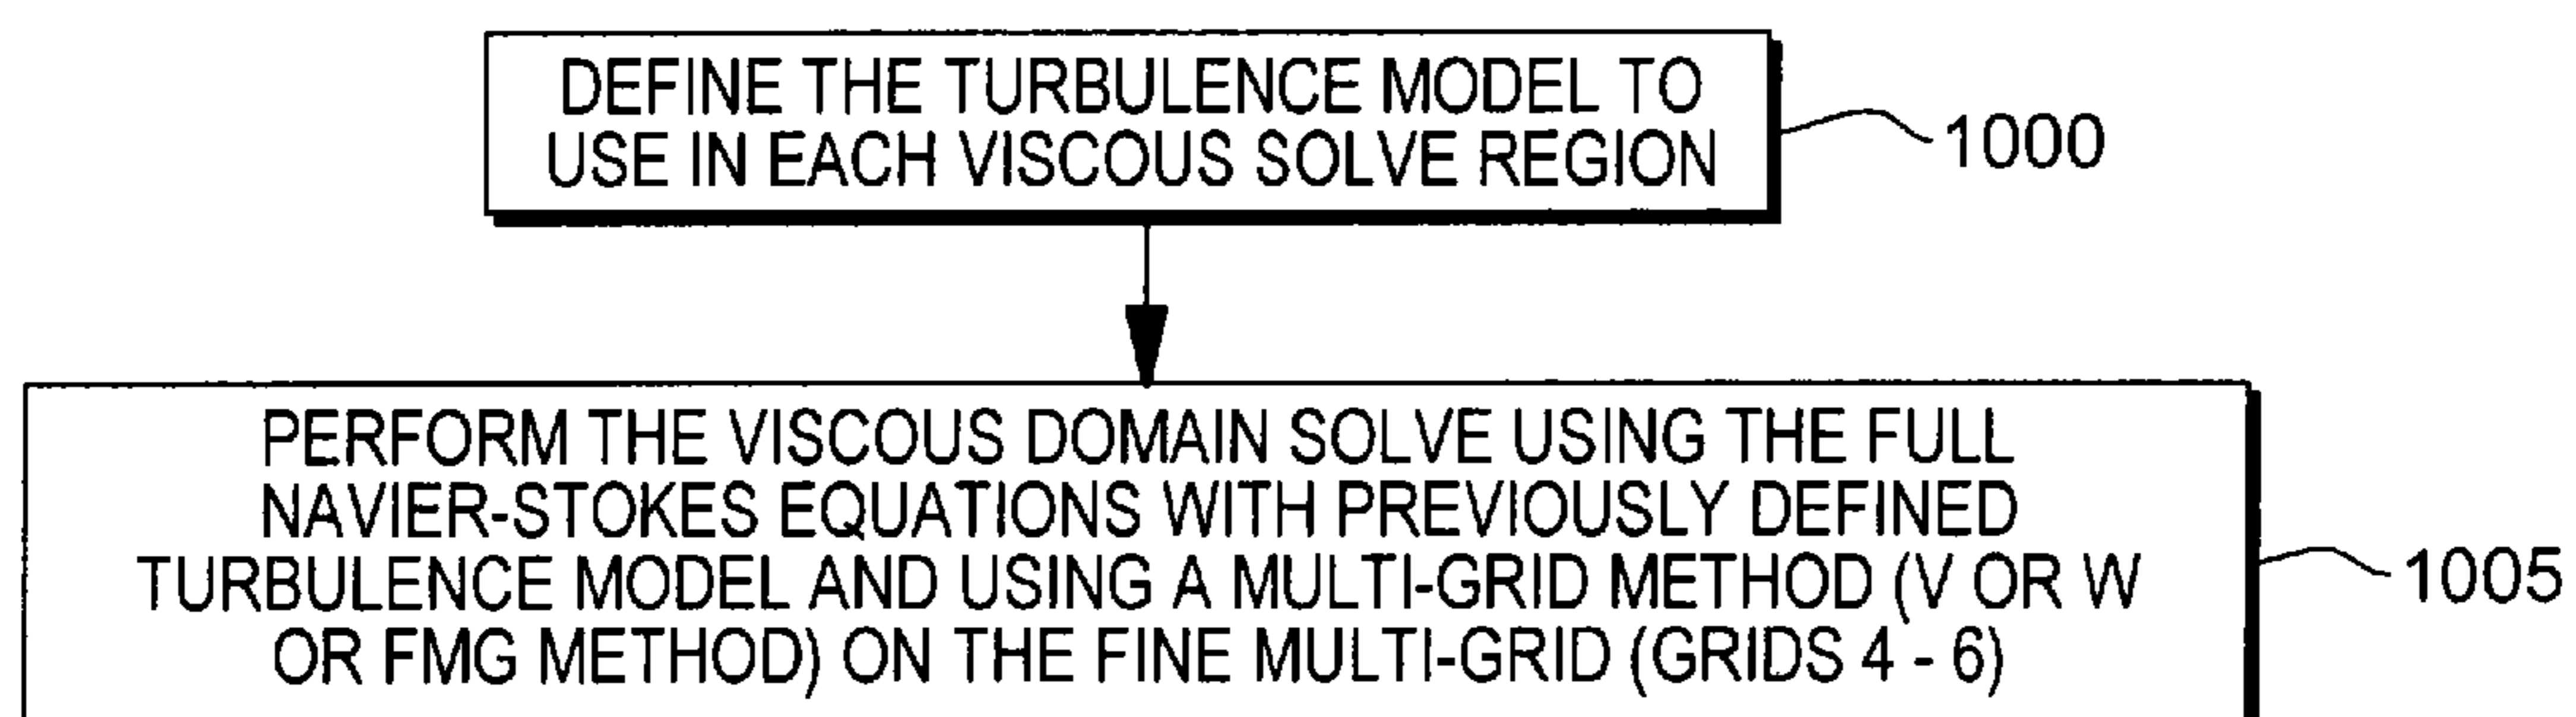 DEFINE THE TURBULENCE MODEL TO
USE IN EACH VISCOUS SOLVE REGION
1000
PERFORM THE VISCOUS DOMAIN SOLVE USING THE FULL
NAVIER-STOKES EQUATIONS WITH PREVIOUSLY DEFINED
TURBULENCE MODEL AND USING A MULTI-GRID METHOD (V OR W
OR FMG METHOD) ON THE FINE MULTI-GRID (GRIDS 4 - 6)
1005